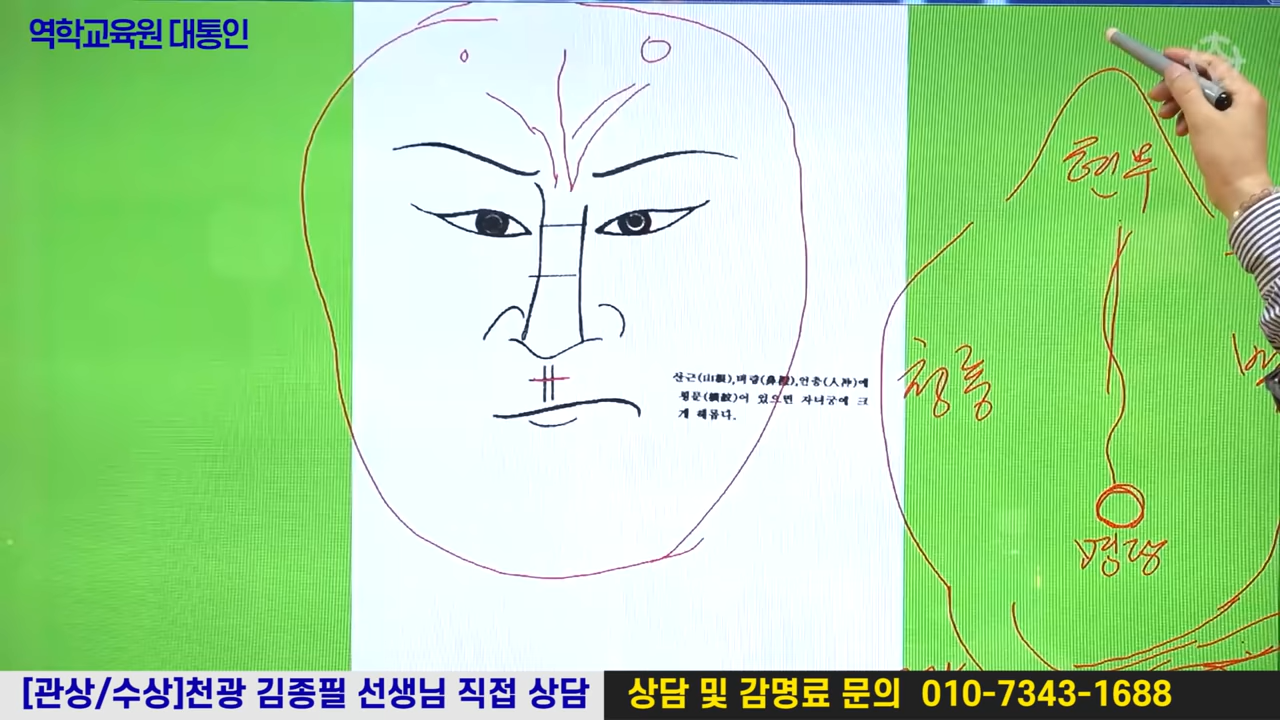 역학교육원 대통인
현무
산근(山根),비량(鼻梁),인충(人冲)에
횡문(橫紋)이 있으면 자녀궁에 크
게 해롭다.
청룡
백
명당
[관상/수상]천광 김종필 선생님 직접 상담
상담 및 감명료 문의 010-7343-1688